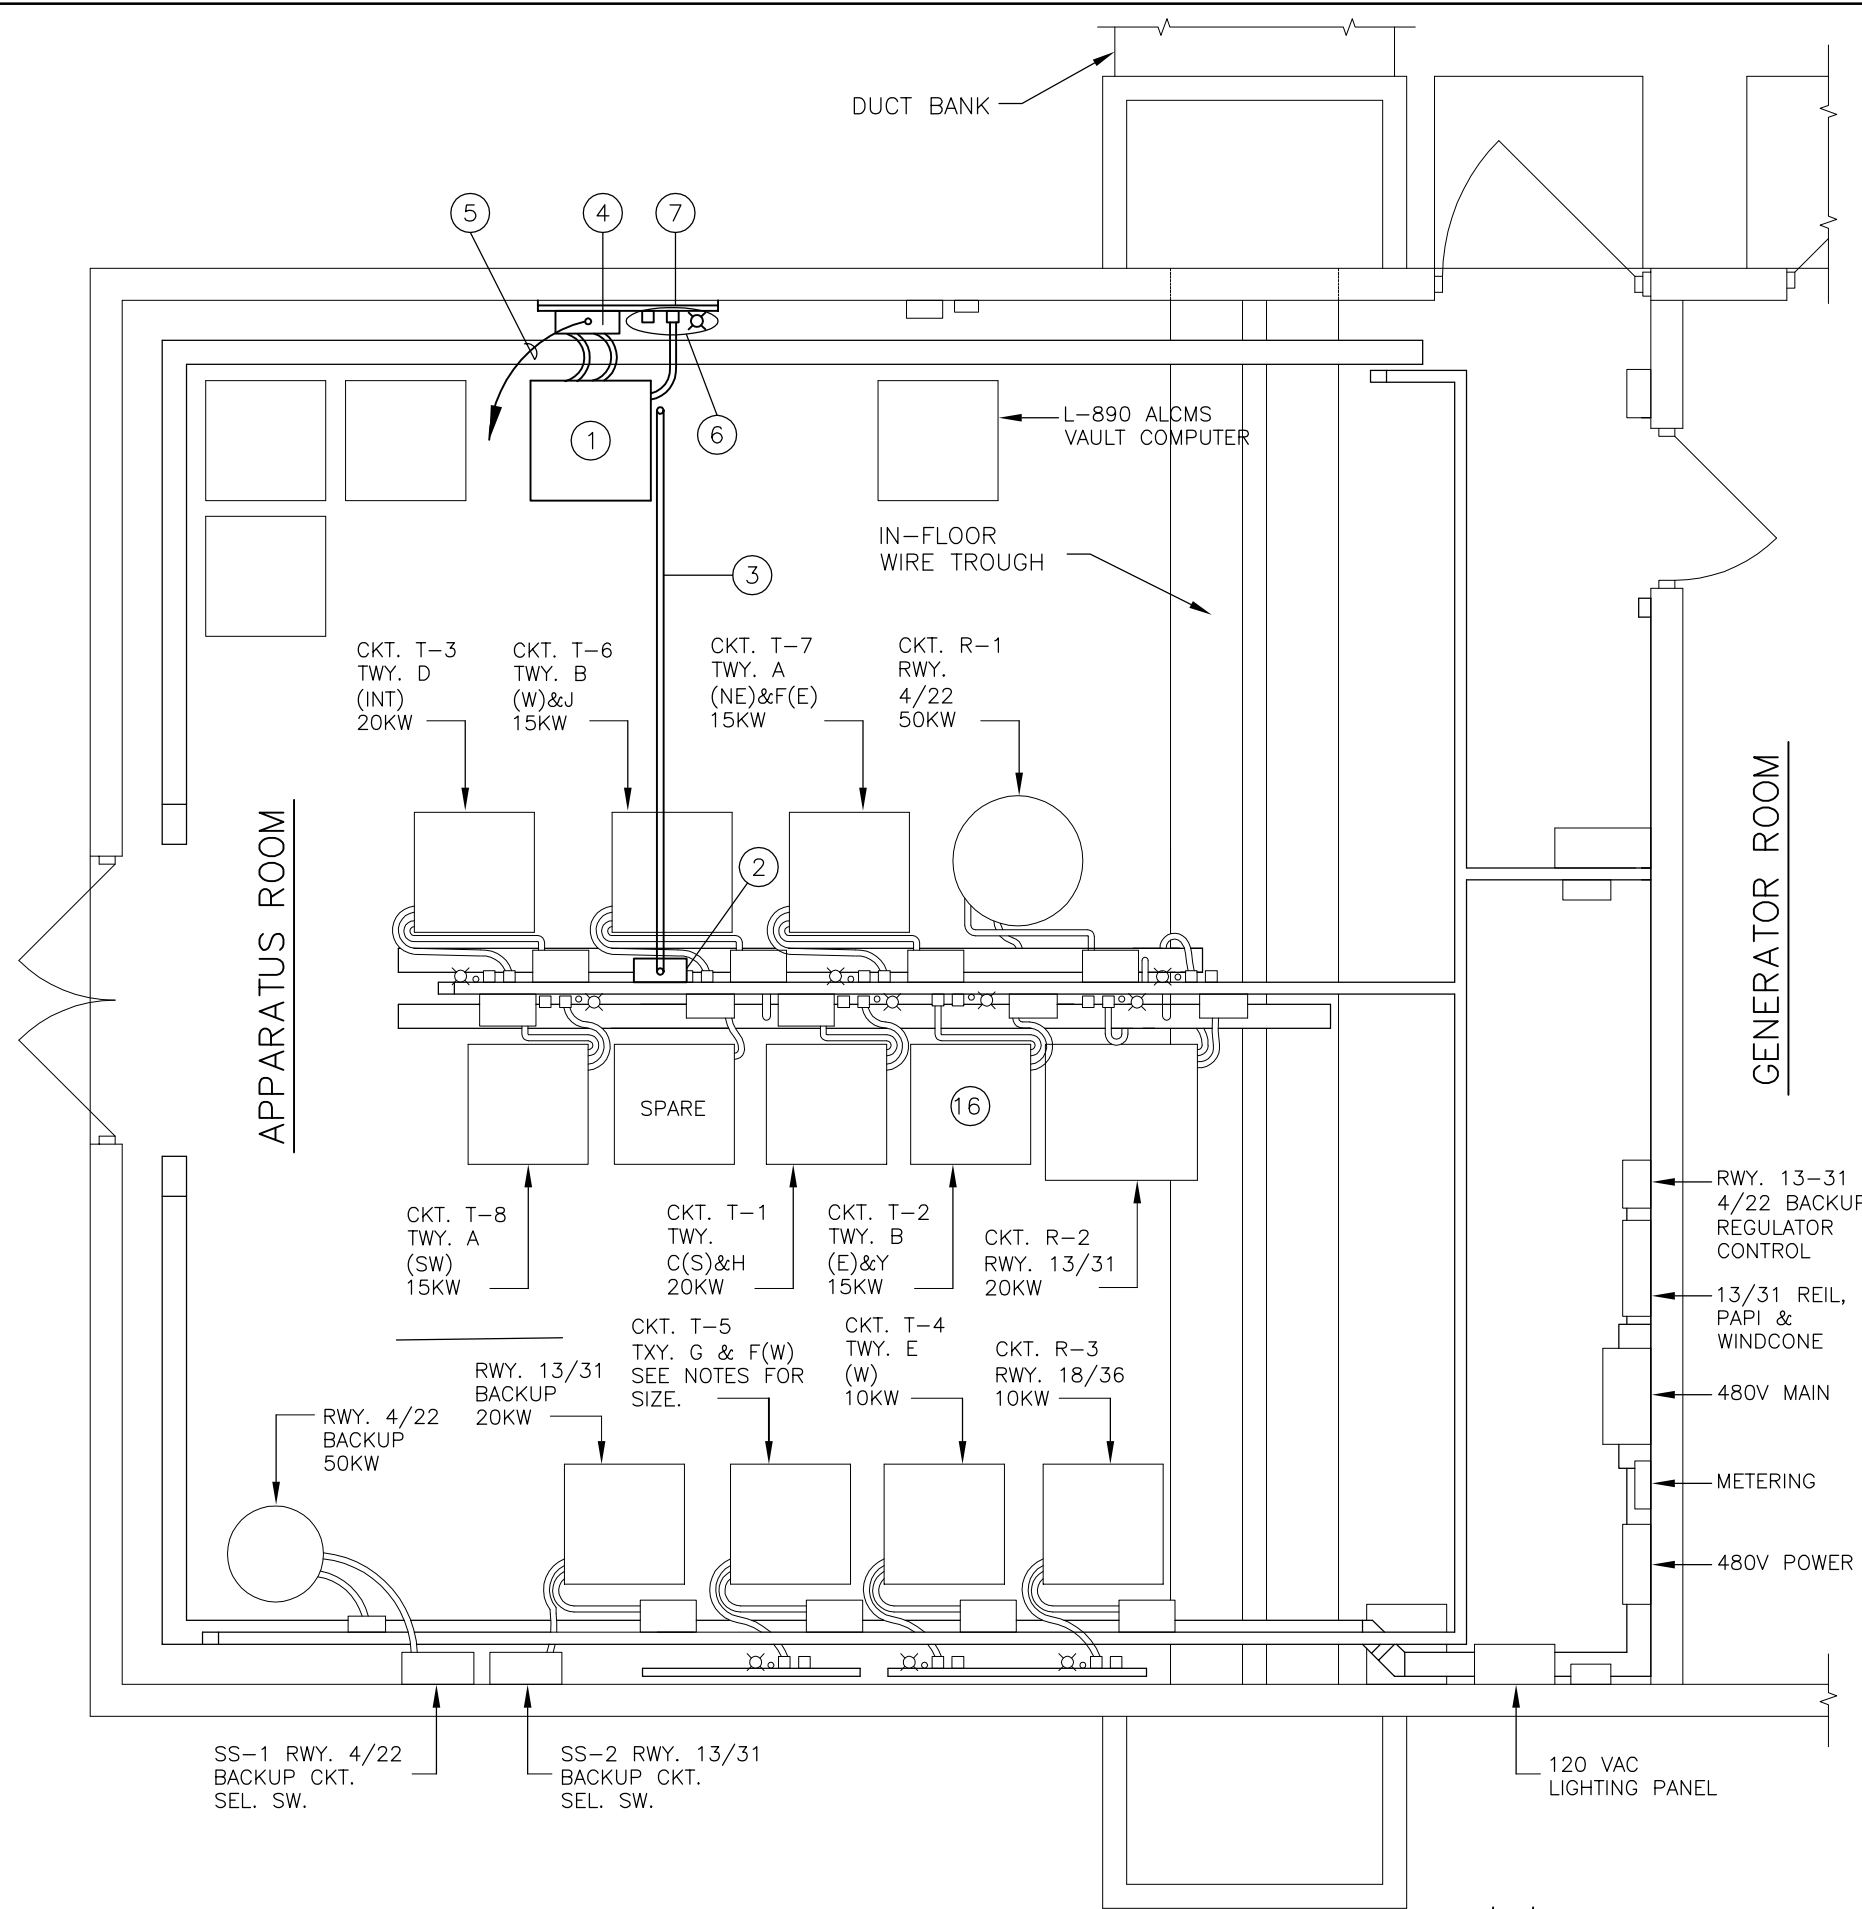 DUCT BANK
5
4
7
1
6
L-890 ALCMS
VAULT COMPUTER
IN-FLOOR
WIRE TROUGH
3
CKT. T-3
TWY. D
(INT)
20KW
CKT. T-6
TWY. B
(W)&J
15KW
CKT. T-7
TWY. A
(NE)&F(E)
15KW
CKT. R-1
RWY.
4/22
50KW
APPARATUS ROOM
GENERATOR ROOM
2
SPARE
16
CKT. T-8
TWY. A
(SW)
15KW
CKT. T-1
TWY.
C(S)&H
20KW
CKT. T-2
TWY. B
(E)&Y
15KW
CKT. R-2
RWY. 13/31
20KW
RWY. 13-31
4/22 BACKUP
REGULATOR
CONTROL
13/31 REIL,
PAPI &
WINDCONE
480V MAIN
METERING
480V POWER
RWY. 4/22
BACKUP
50KW
RWY. 13/31
BACKUP
20KW
CKT. T-5
TXY. G & F(W)
SEE NOTES FOR
SIZE.
CKT. T-4
TWY. E
(W)
10KW
CKT. R-3
RWY. 18/36
10KW
SS-1 RWY. 4/22
BACKUP CKT.
SEL. SW.
SS-2 RWY. 13/31
BACKUP CKT.
SEL. SW.
120 VAC
LIGHTING PANEL